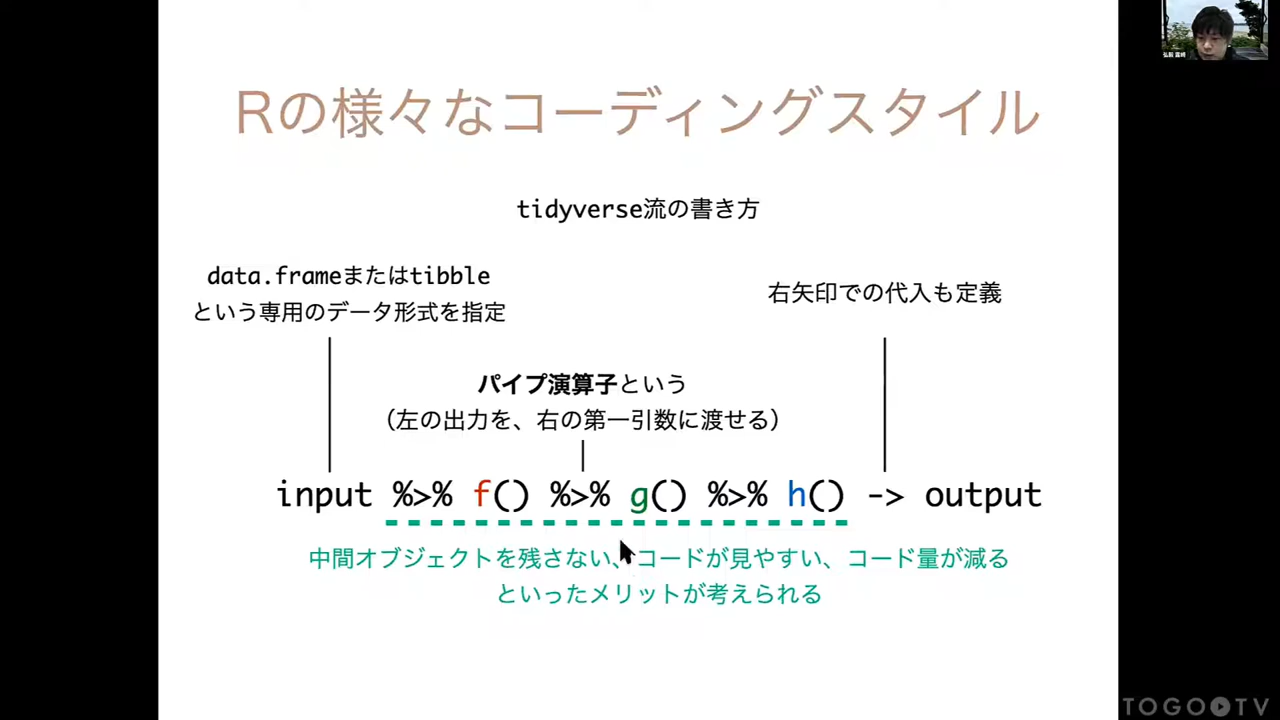 Rの様々なコーディングスタイル
tidyverse流の書き方
data.frameまたはtibble
という専用のデータ形式を指定
右矢印での代入も定義
パイプ演算子という
（左の出力を、右の第一引数に渡せる）
input %>% f() %>% g() %>% h() -> output
中間オブジェクトを残さない、コードが見やすい、コード量が減る
といったメリットが考えられる
TOGOTV